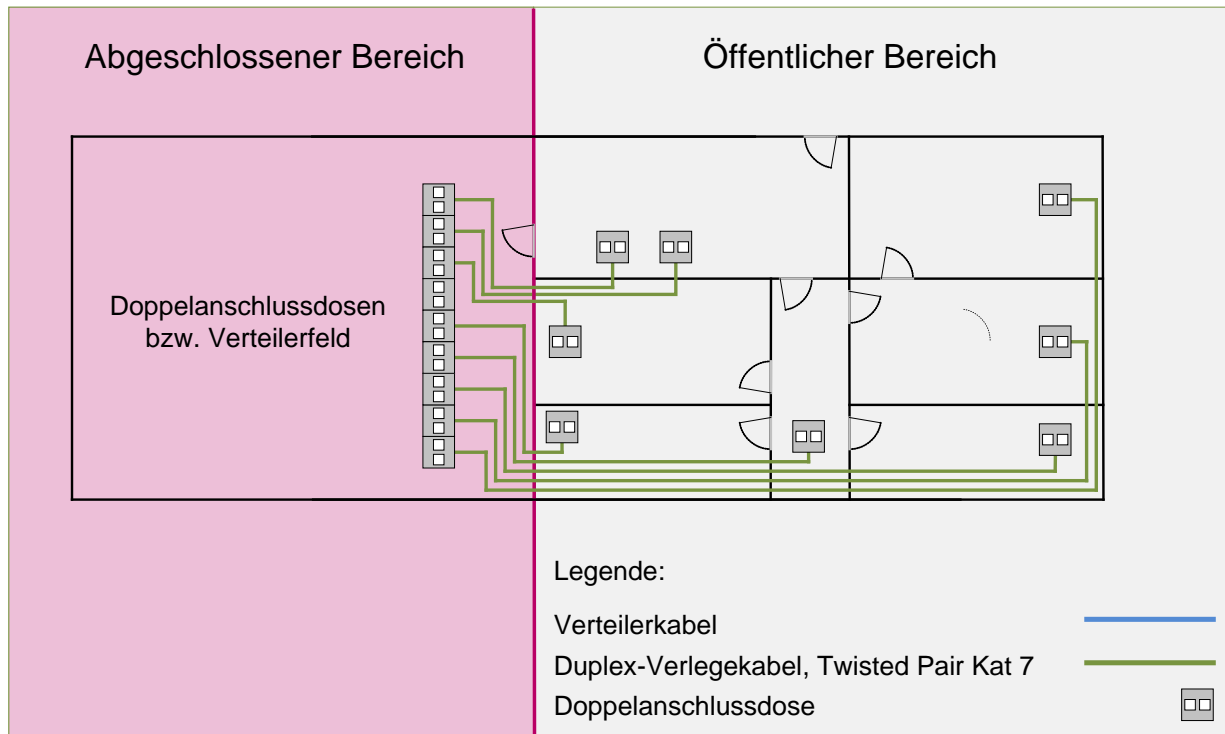 Abgeschlossener Bereich
Öffentlicher Bereich
Doppelanschlussdosen
bzw. Verteilerfeld
Legende:
Verteilerkabel
Duplex-Verlegekabel, Twisted Pair Kat 7
Doppelanschlussdose